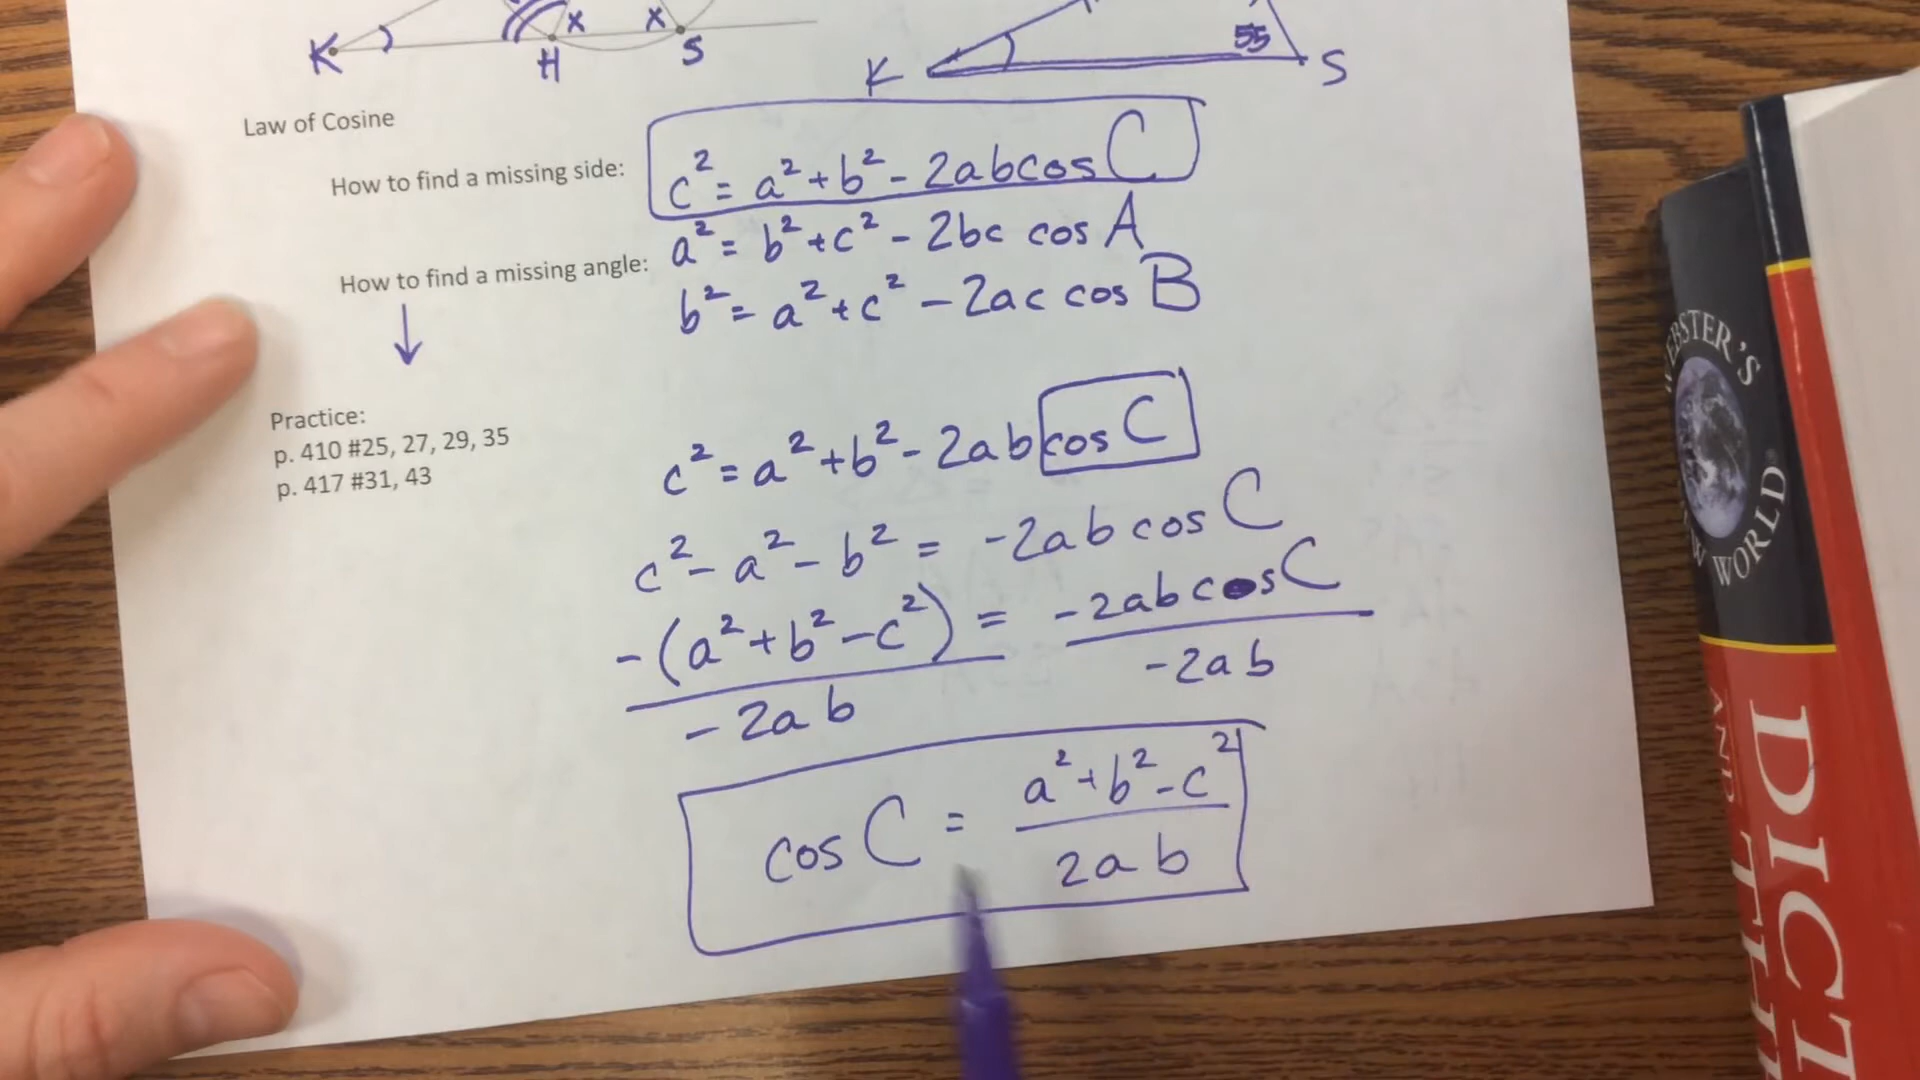 K H x x S
K 55 S
Law of Cosine
How to find a missing side: c² = a² + b² - 2abcos C
a² = b² + c² - 2bc cos A
How to find a missing angle:
b² = a² + c² - 2ac cos B
↓
Practice:
p. 410 #25, 27, 29, 35
p. 417 #31, 43
c² = a² + b² - 2ab cos C
c² - a² - b² = -2ab cos C
-(a² + b² - c²) / -2ab = -2ab cos C / -2ab
cos C = a² + b² - c² / 2ab
WEBSTER'S
WORLD
DICT
AND THE